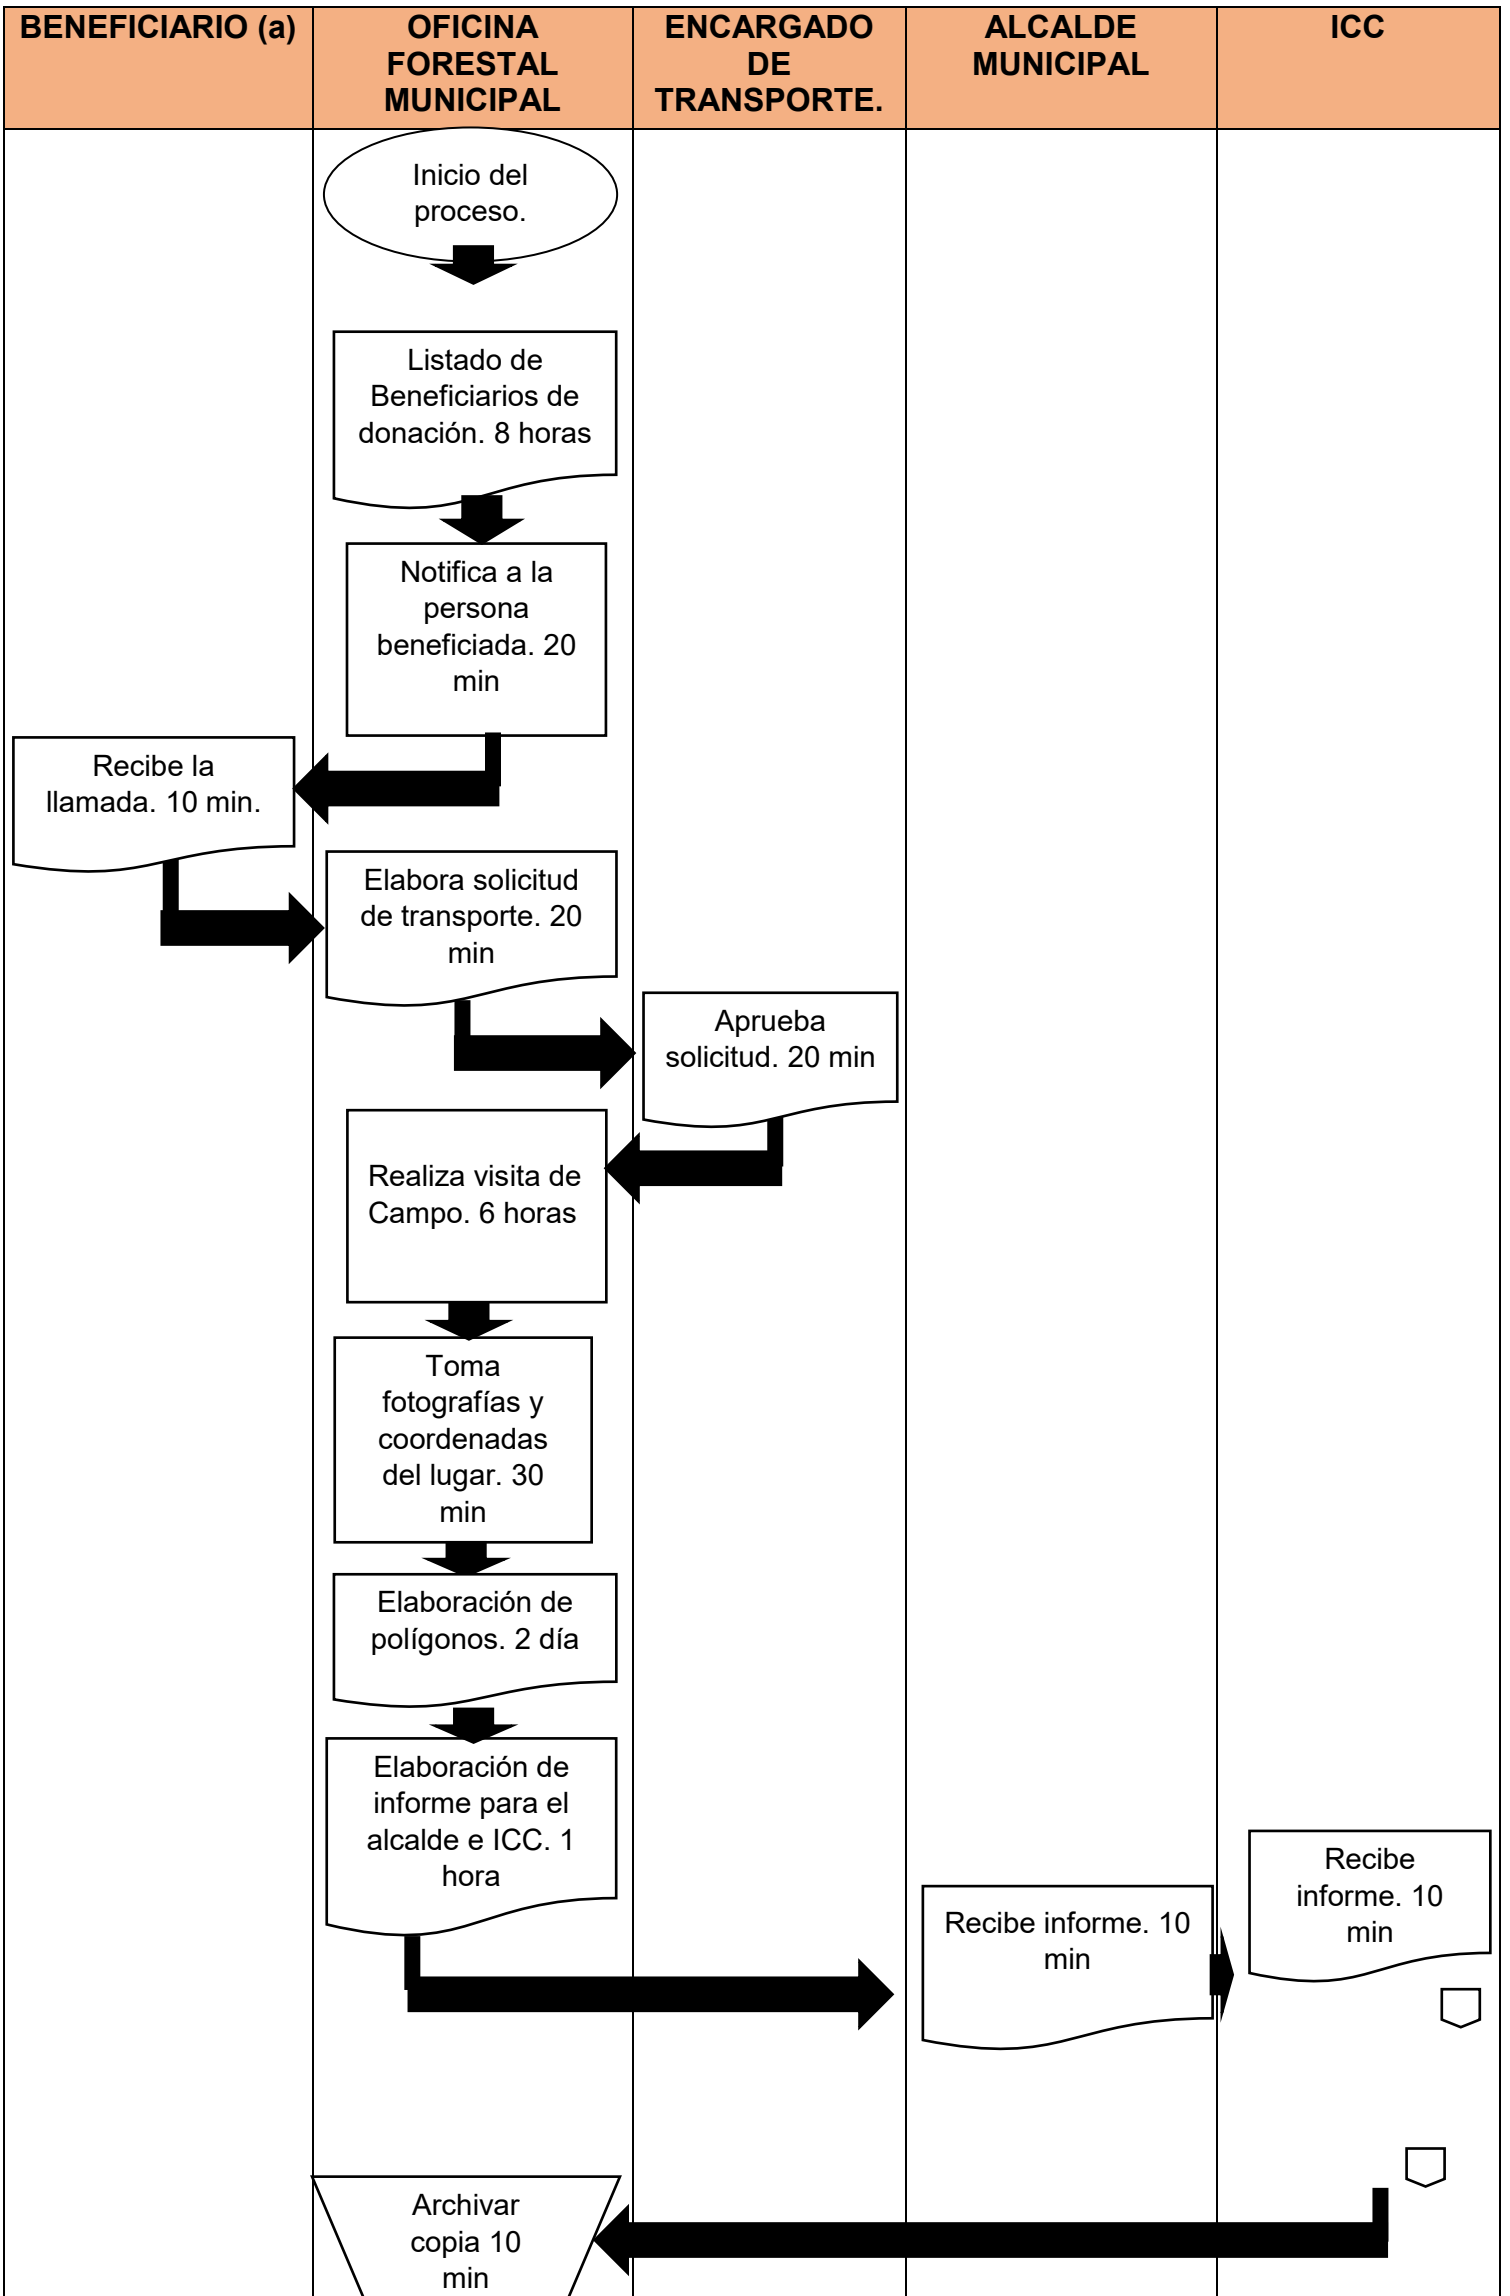 BENEFICIARIO (a)
OFICINA
FORESTAL
MUNICIPAL
ENCARGADO
DE
TRANSPORTE.
ALCALDE
MUNICIPAL
ICC
Inicio del
proceso.
Listado de
Beneficiarios de
donación. 8 horas
Notifica a la
persona
beneficiada. 20
min
Recibe la
llamada. 10 min.
Elabora solicitud
de transporte. 20
min
Aprueba
solicitud. 20 min
Realiza visita de
Campo. 6 horas
Toma
fotografías y
coordenadas
del lugar. 30
min
Elaboración de
polígonos. 2 día
Elaboración de
informe para el
alcalde e ICC. 1
hora
Recibe informe. 10
min
Recibe
informe. 10
min
Archivar
copia 10
min